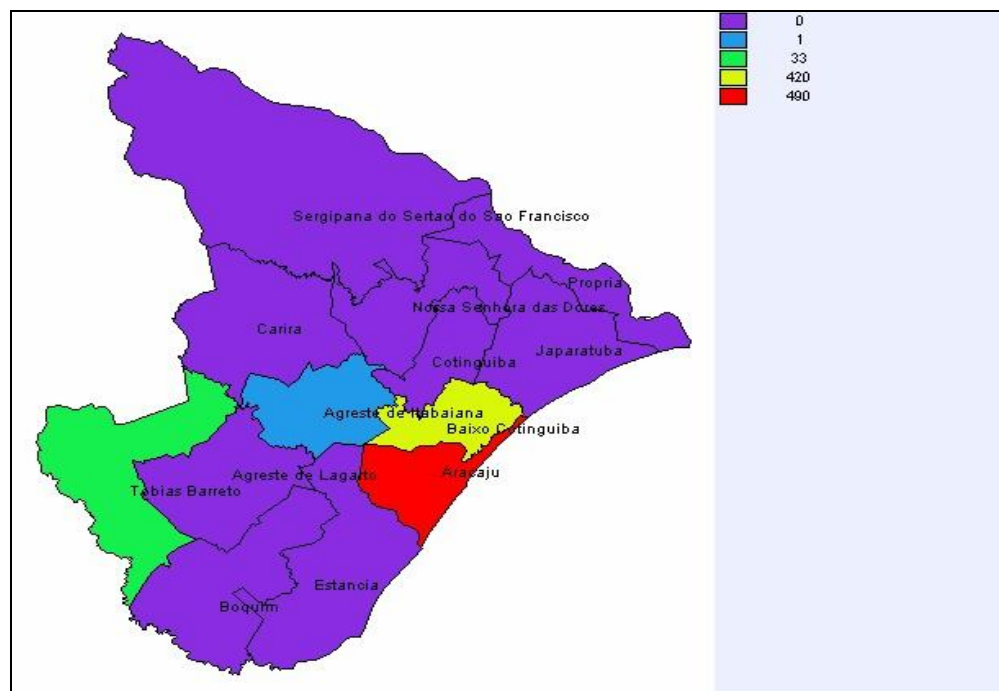 0
1
33
420
490
Sergipana do Sertao do Sao Francisco
Propria
Nossa Senhora das Dores
Carira
Japaratuba
Cotinguiba
Agreste de Itabaiana
Baixo Cotinguiba
Aracaju
Agreste de Lagarto
Tobias Barreto
Estancia
Boquim